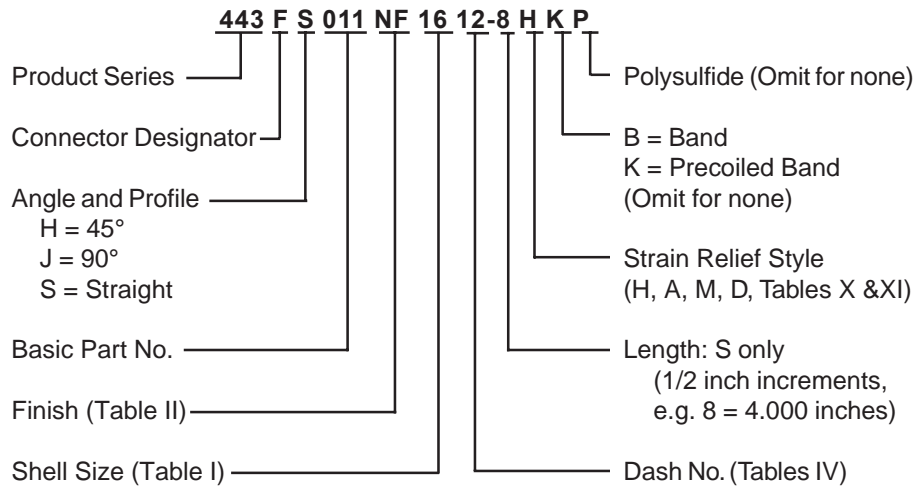 443 F S 011 NF 16 12-8 H K P
Product Series
Connector Designator
Angle and Profile
H = 45°
J = 90°
S = Straight
Basic Part No.
Finish (Table II)
Shell Size (Table I)
Polysulfide (Omit for none)
B = Band
K = Precoiled Band
(Omit for none)
Strain Relief Style
(H, A, M, D, Tables X &XI)
Length: S only
(1/2 inch increments,
e.g. 8 = 4.000 inches)
Dash No. (Tables IV)